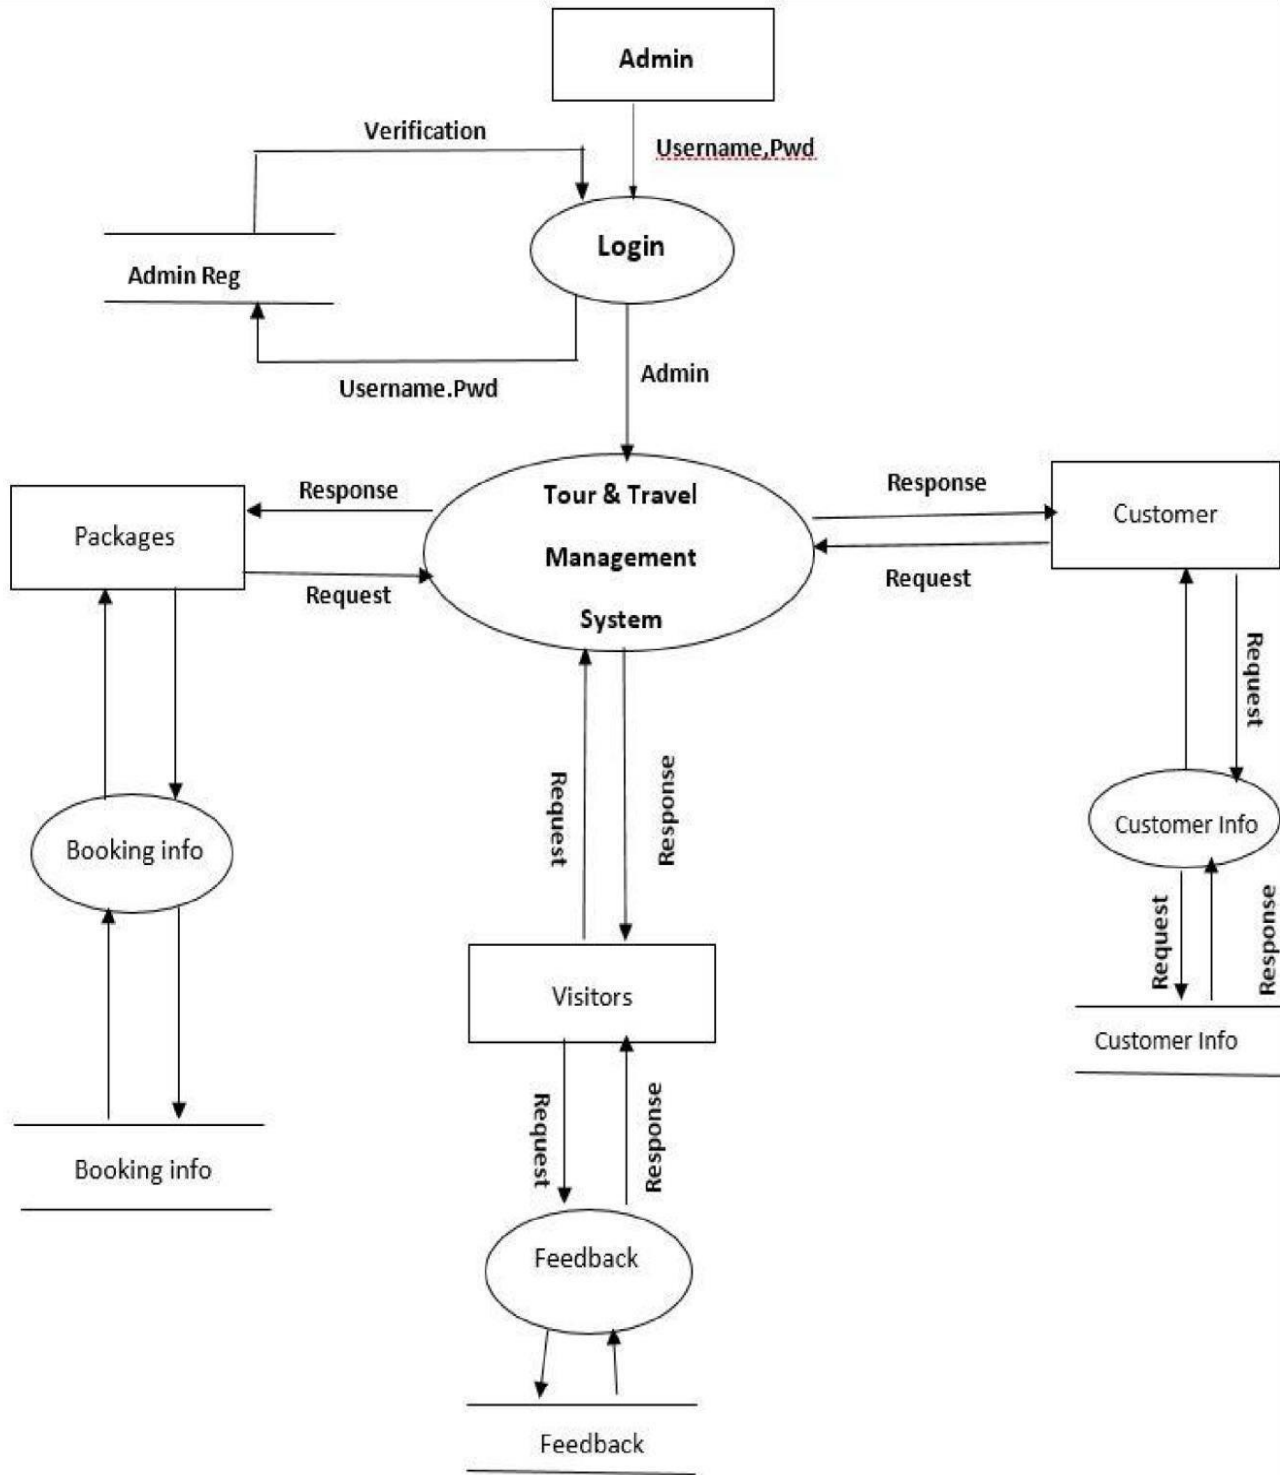 Admin
Verification
Username,Pwd
Login
Admin Reg
Username.Pwd
Admin
Response
Packages
Request
Tour & Travel
Management
System
Response
Customer
Request
Request
Request
Response
Booking info
Customer Info
Request
Response
Visitors
Customer Info
Request
Response
Booking info
Feedback
Feedback